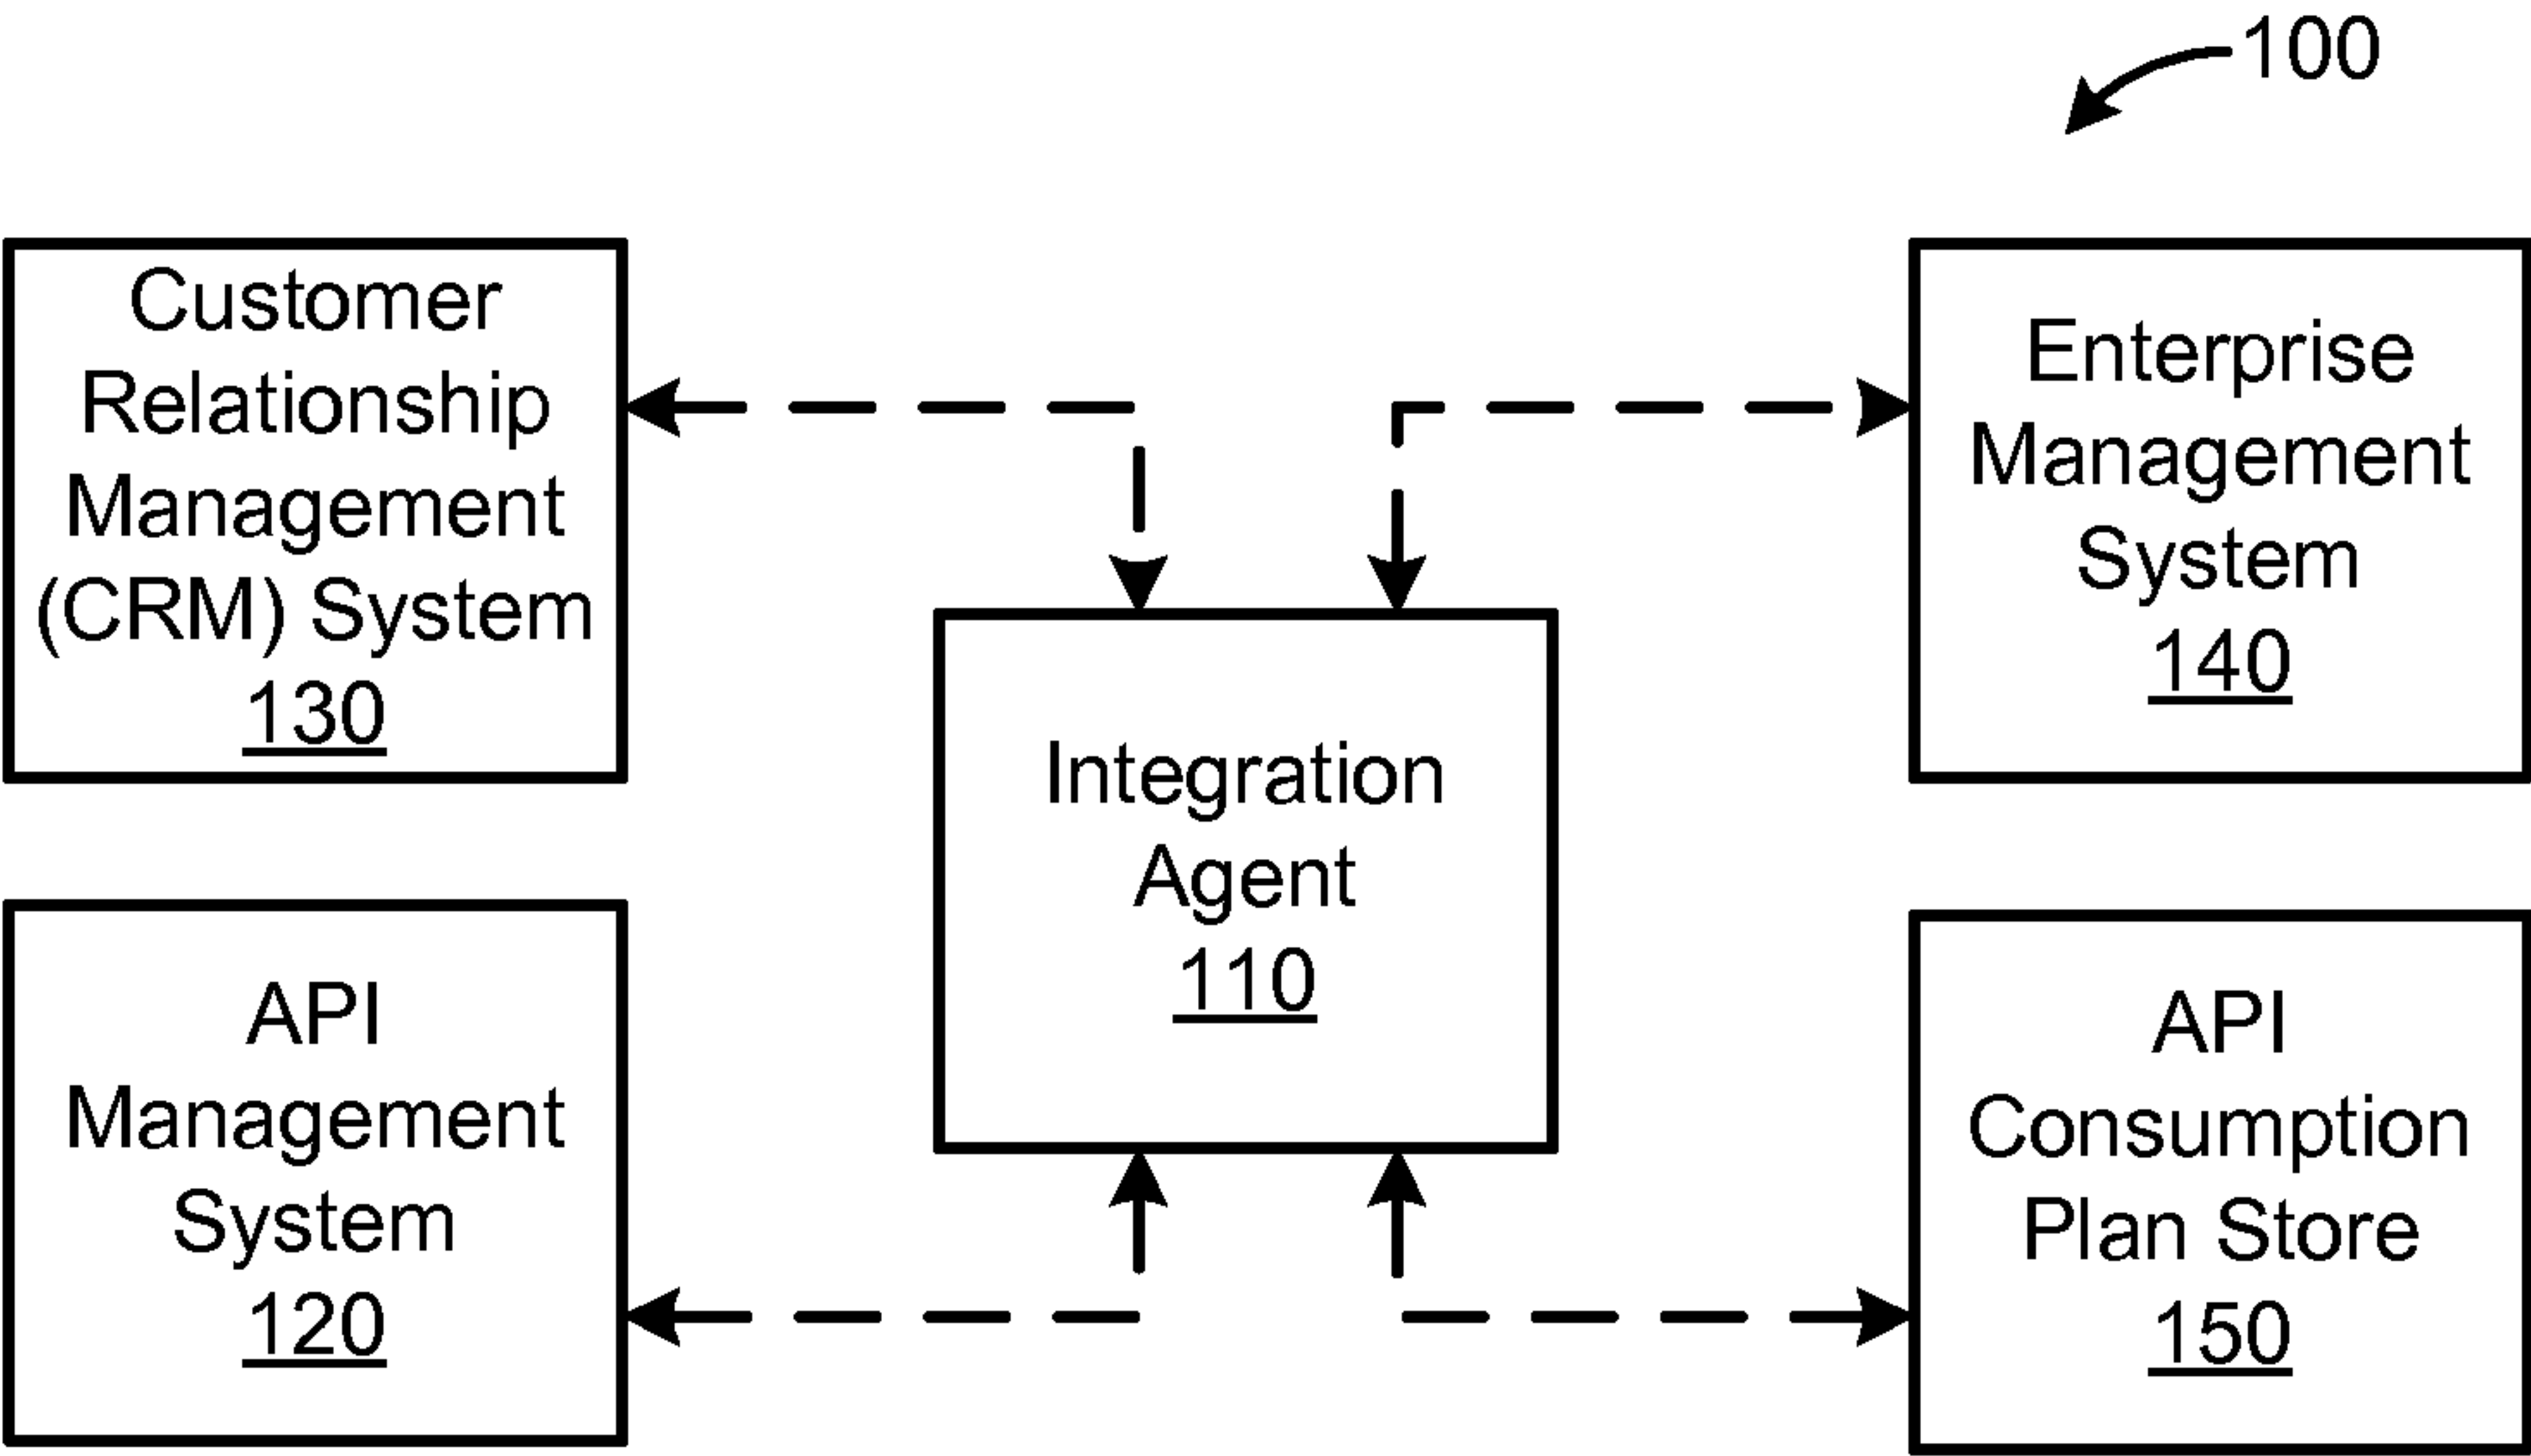 100
Customer
Relationship
Management
(CRM) System
130
Enterprise
Management
System
140
Integration
Agent
110
API
Management
System
120
API
Consumption
Plan Store
150